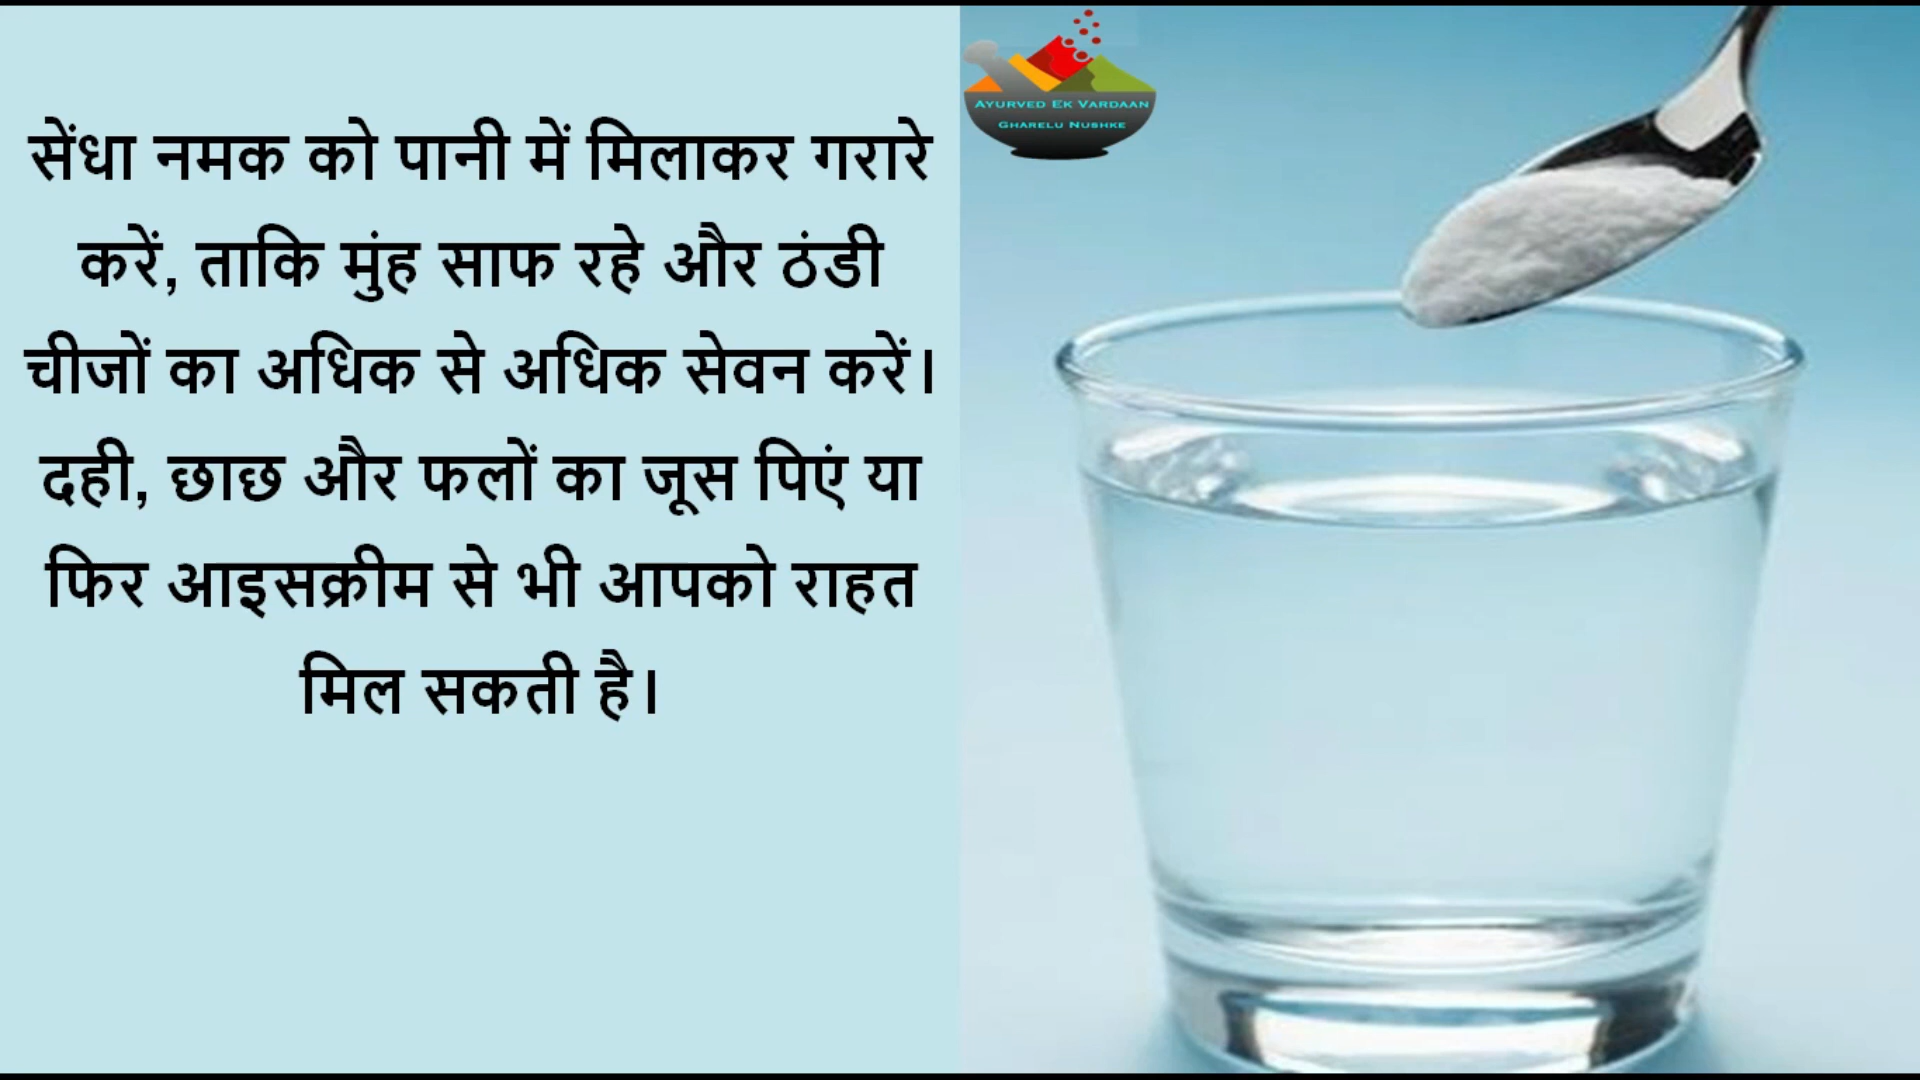 सेंधा नमक को पानी में मिलाकर गरारे
करें, ताकि मुंह साफ रहे और ठंडी
चीजों का अधिक से अधिक सेवन करें।
दही, छाछ और फलों का जूस पिएं या
फिर आइसक्रीम से भी आपको राहत
मिल सकती है।
AYURVED EK VARDAAN
GHARELU NUSHKE